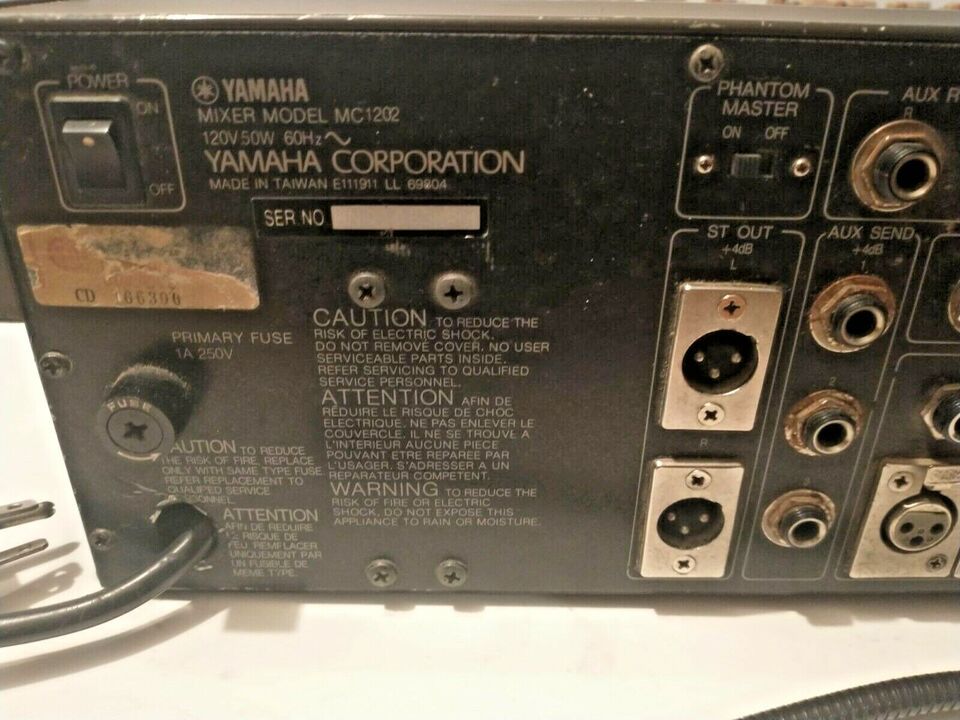 POWER
ON
OFF
YAMAHA
MIXER MODEL MC1202
120V 50W 60Hz
YAMAHA CORPORATION
MADE IN TAIWAN E111911 LL 69804
SER NO
CD 166300
PRIMARY FUSE
1A 250V
FUSE
CAUTION TO REDUCE
THE RISK OF FIRE, REPLACE
ONLY WITH SAME TYPE FUSE
REFER REPLACEMENT TO
SERVICE
ATTENTION
AFIN DE REDUIRE
RISQUE DE
UNIQUEMENT PAR
UN FUSIBLE DE
MEME TYPE.
CAUTION TO REDUCE THE
RISK OF ELECTRIC SHOCK.
DO NOT REMOVE COVER. NO USER
SERVICEABLE PARTS INSIDE.
REFER SERVICING TO QUALIFIED
SERVICE PERSONNEL.
ATTENTION AFIN DE
RÉDUIRE LE RISQUE DE CHOC
ELECTRIQUE, NE PAS ENLEVER LE
COUVERCLE. IL NE SE TROUVE A
L'INTERIEUR AUCUNE PIECE
POUVANT ETRE REPAREE PAR
L'USAGER. S'ADRESSER A UN
REPARATEUR COMPETENT.
WARNING TO REDUCE THE
RISK OF FIRE OR ELECTRIC
SHOCK, DO NOT EXPOSE THIS
APPLIANCE TO RAIN OR MOISTURE.
PHANTOM
MASTER
ON OFF
ST OUT
+4dB
L
R
AUX SEND
+4dB
1
2
3
AUX R